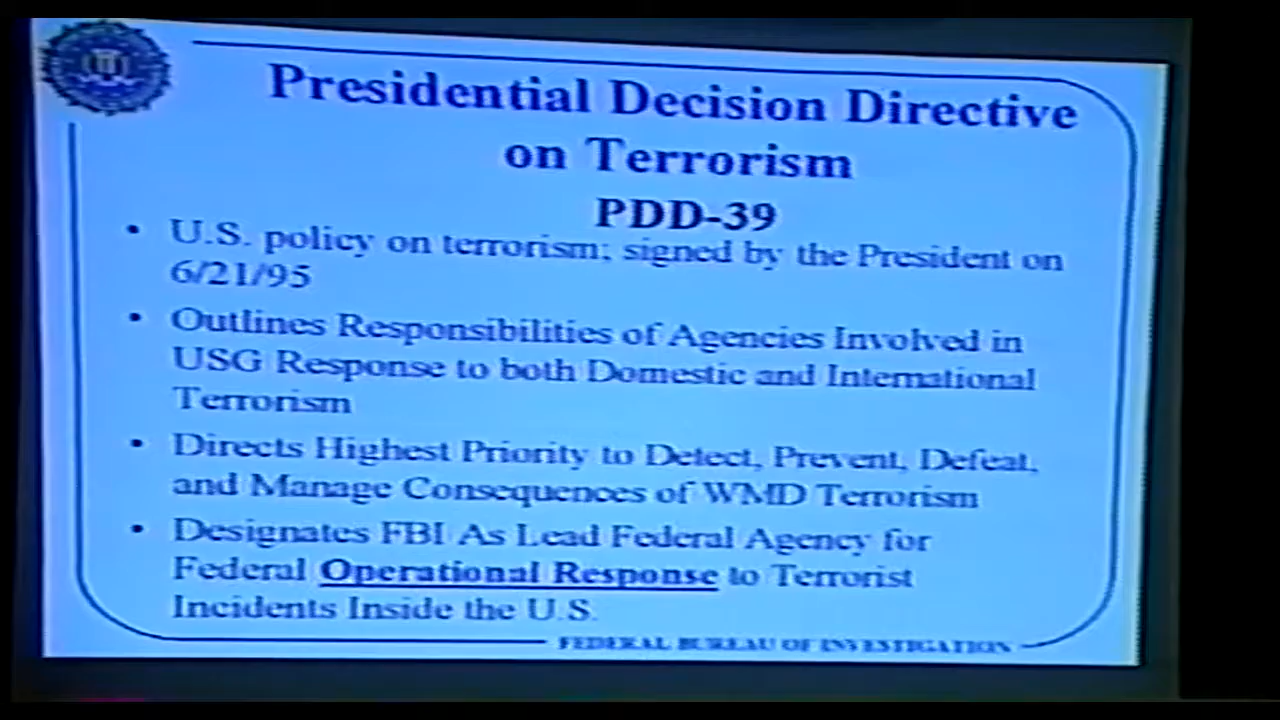 Presidential Decision Directive
on Terrorism
PDD-39
• U.S. policy on terrorism; signed by the President on
6/21/95
• Outlines Responsibilities of Agencies Involved in
USG Response to both Domestic and International
Terrorism
• Directs Highest Priority to Detect, Prevent, Defeat,
and Manage Consequences of WMD Terrorism
• Designates FBI As Lead Federal Agency for
Federal Operational Response to Terrorist
Incidents Inside the U.S.
FEDERAL BUREAU OF INVESTIGATION